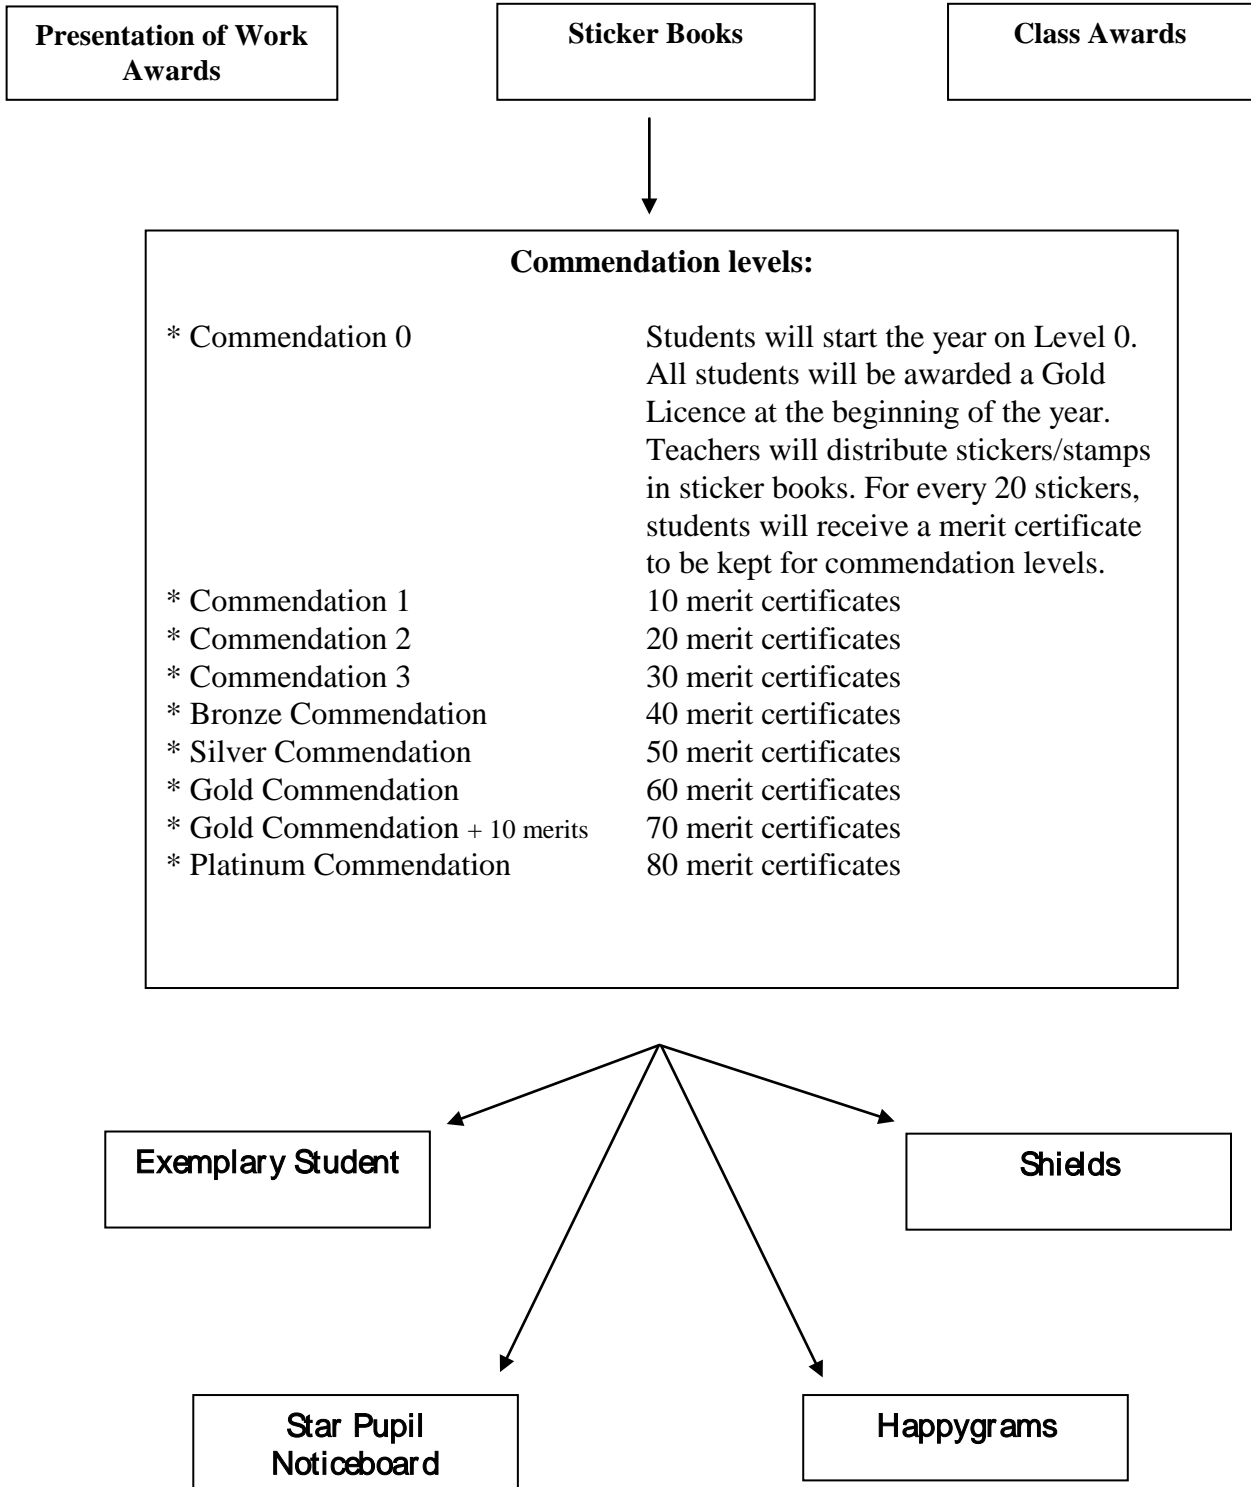 Presentation of Work
Awards
Sticker Books
Class Awards
Commendation levels:
* Commendation 0 Students will start the year on Level 0.
All students will be awarded a Gold
Licence at the beginning of the year.
Teachers will distribute stickers/stamps
in sticker books. For every 20 stickers,
students will receive a merit certificate
to be kept for commendation levels.
* Commendation 1 10 merit certificates
* Commendation 2 20 merit certificates
* Commendation 3 30 merit certificates
* Bronze Commendation 40 merit certificates
* Silver Commendation 50 merit certificates
* Gold Commendation 60 merit certificates
* Gold Commendation + 10 merits 70 merit certificates
* Platinum Commendation 80 merit certificates
Exemplary Student
Shields
Star Pupil
Noticeboard
Happygrams